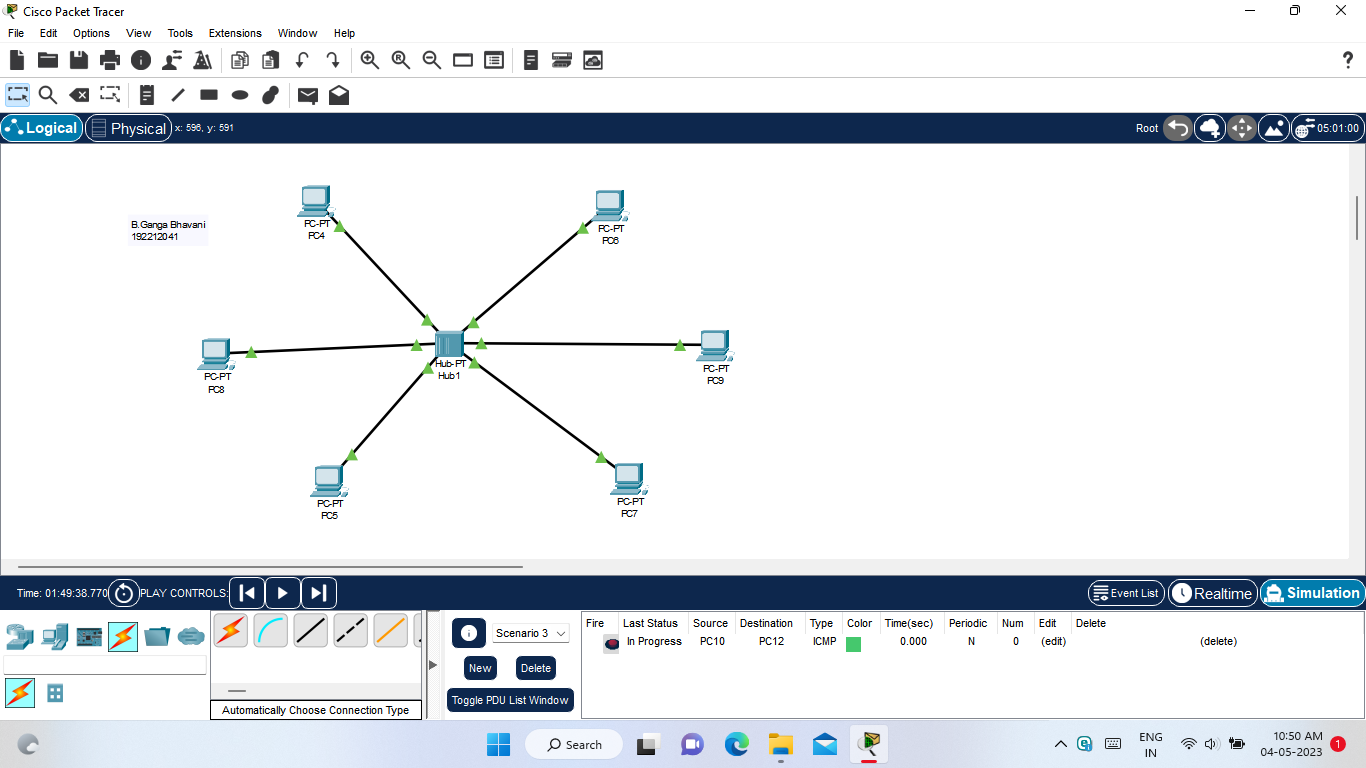 Cisco Packet Tracer
File Edit Options View Tools Extensions Window Help
?
Logical Physical x: 596, y: 591 Root 05:01:00
B.Ganga Bhavani
192212041
PC-PT
PC4
PC-PT
PC6
Hub-PT
Hub1
PC-PT
PC8
PC-PT
PC9
PC-PT
PC5
PC-PT
PC7
Time: 01:49:38.770 PLAY CONTROLS: Event List Realtime Simulation
Scenario 3
New Delete
Toggle PDU List Window
Automatically Choose Connection Type
Fire Last Status Source Destination Type Color Time(sec) Periodic Num Edit Delete
In Progress PC10 PC12 ICMP 0.000 N 0 (edit) (delete)
Search
ENG
IN
10:50 AM
04-05-2023
1